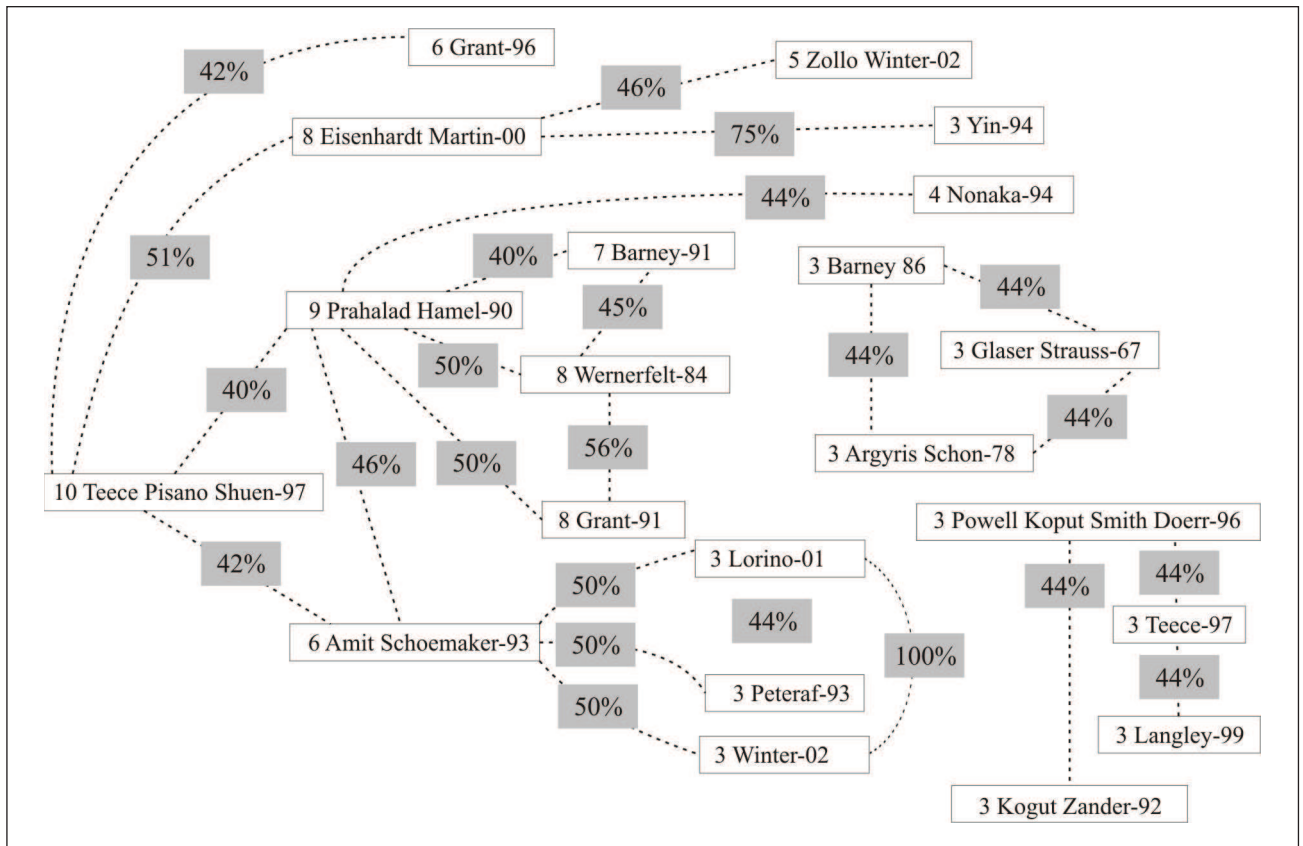 6 Grant-96
42%
5 Zollo Winter-02
46%
8 Eisenhardt Martin-00
75%
3 Yin-94
44%
4 Nonaka-94
51%
40%
7 Barney-91
3 Barney 86
44%
9 Prahalad Hamel-90
45%
50%
8 Wernerfelt-84
44%
3 Glaser Strauss-67
40%
44%
46%
50%
56%
3 Argyris Schon-78
10 Teece Pisano Shuen-97
8 Grant-91
3 Powell Koput Smith Doerr-96
42%
50%
3 Lorino-01
44%
44%
44%
3 Teece-97
6 Amit Schoemaker-93
50%
100%
44%
3 Peteraf-93
50%
3 Winter-02
3 Langley-99
3 Kogut Zander-92